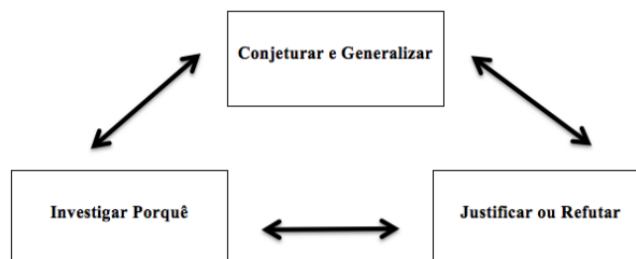 Conjeturar e Generalizar
Investigar Porquê
Justificar ou Refutar